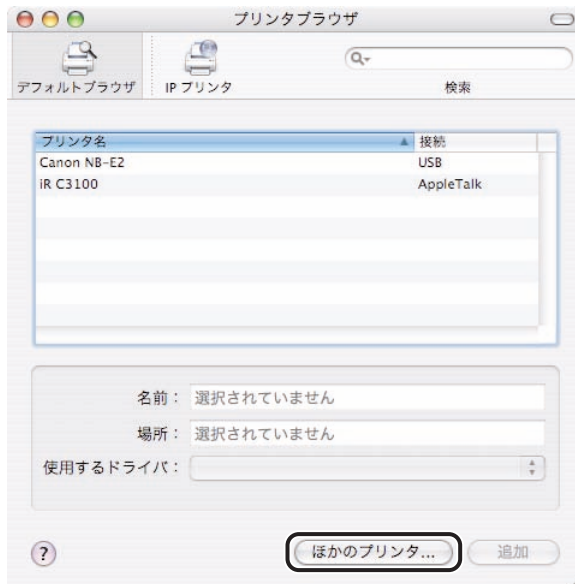 プリンタブラウザ
デフォルトブラウザ IP プリンタ 検索
プリンタ名 接続
Canon NB-E2 USB
iR C3100 AppleTalk
名前： 選択されていません
場所： 選択されていません
使用するドライバ：
? ほかのプリンタ... 追加